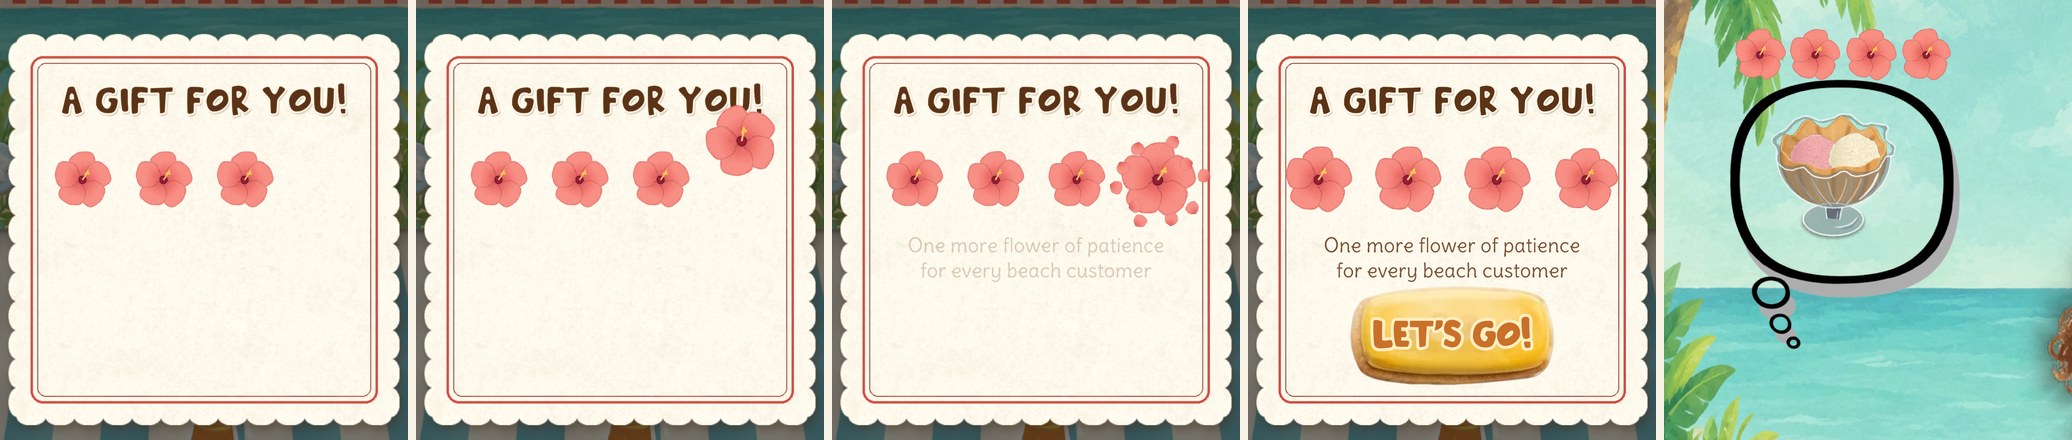 A GIFT FOR YOU!
A GIFT FOR YOU!
A GIFT FOR YOU!
One more flower of patience
for every beach customer
A GIFT FOR YOU!
One more flower of patience
for every beach customer
LET'S GO!